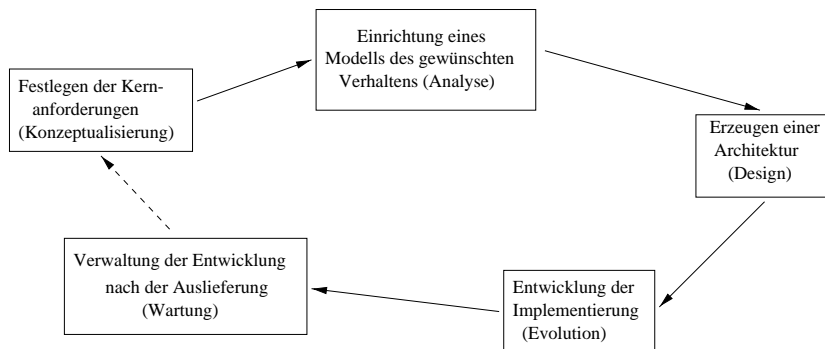 Einrichtung eines
Modells des gewünschten
Verhaltens (Analyse)
Festlegen der Kern-
anforderungen
(Konzeptualisierung)
Erzeugen einer
Architektur
(Design)
Verwaltung der Entwicklung
nach der Auslieferung
(Wartung)
Entwicklung der
Implementierung
(Evolution)